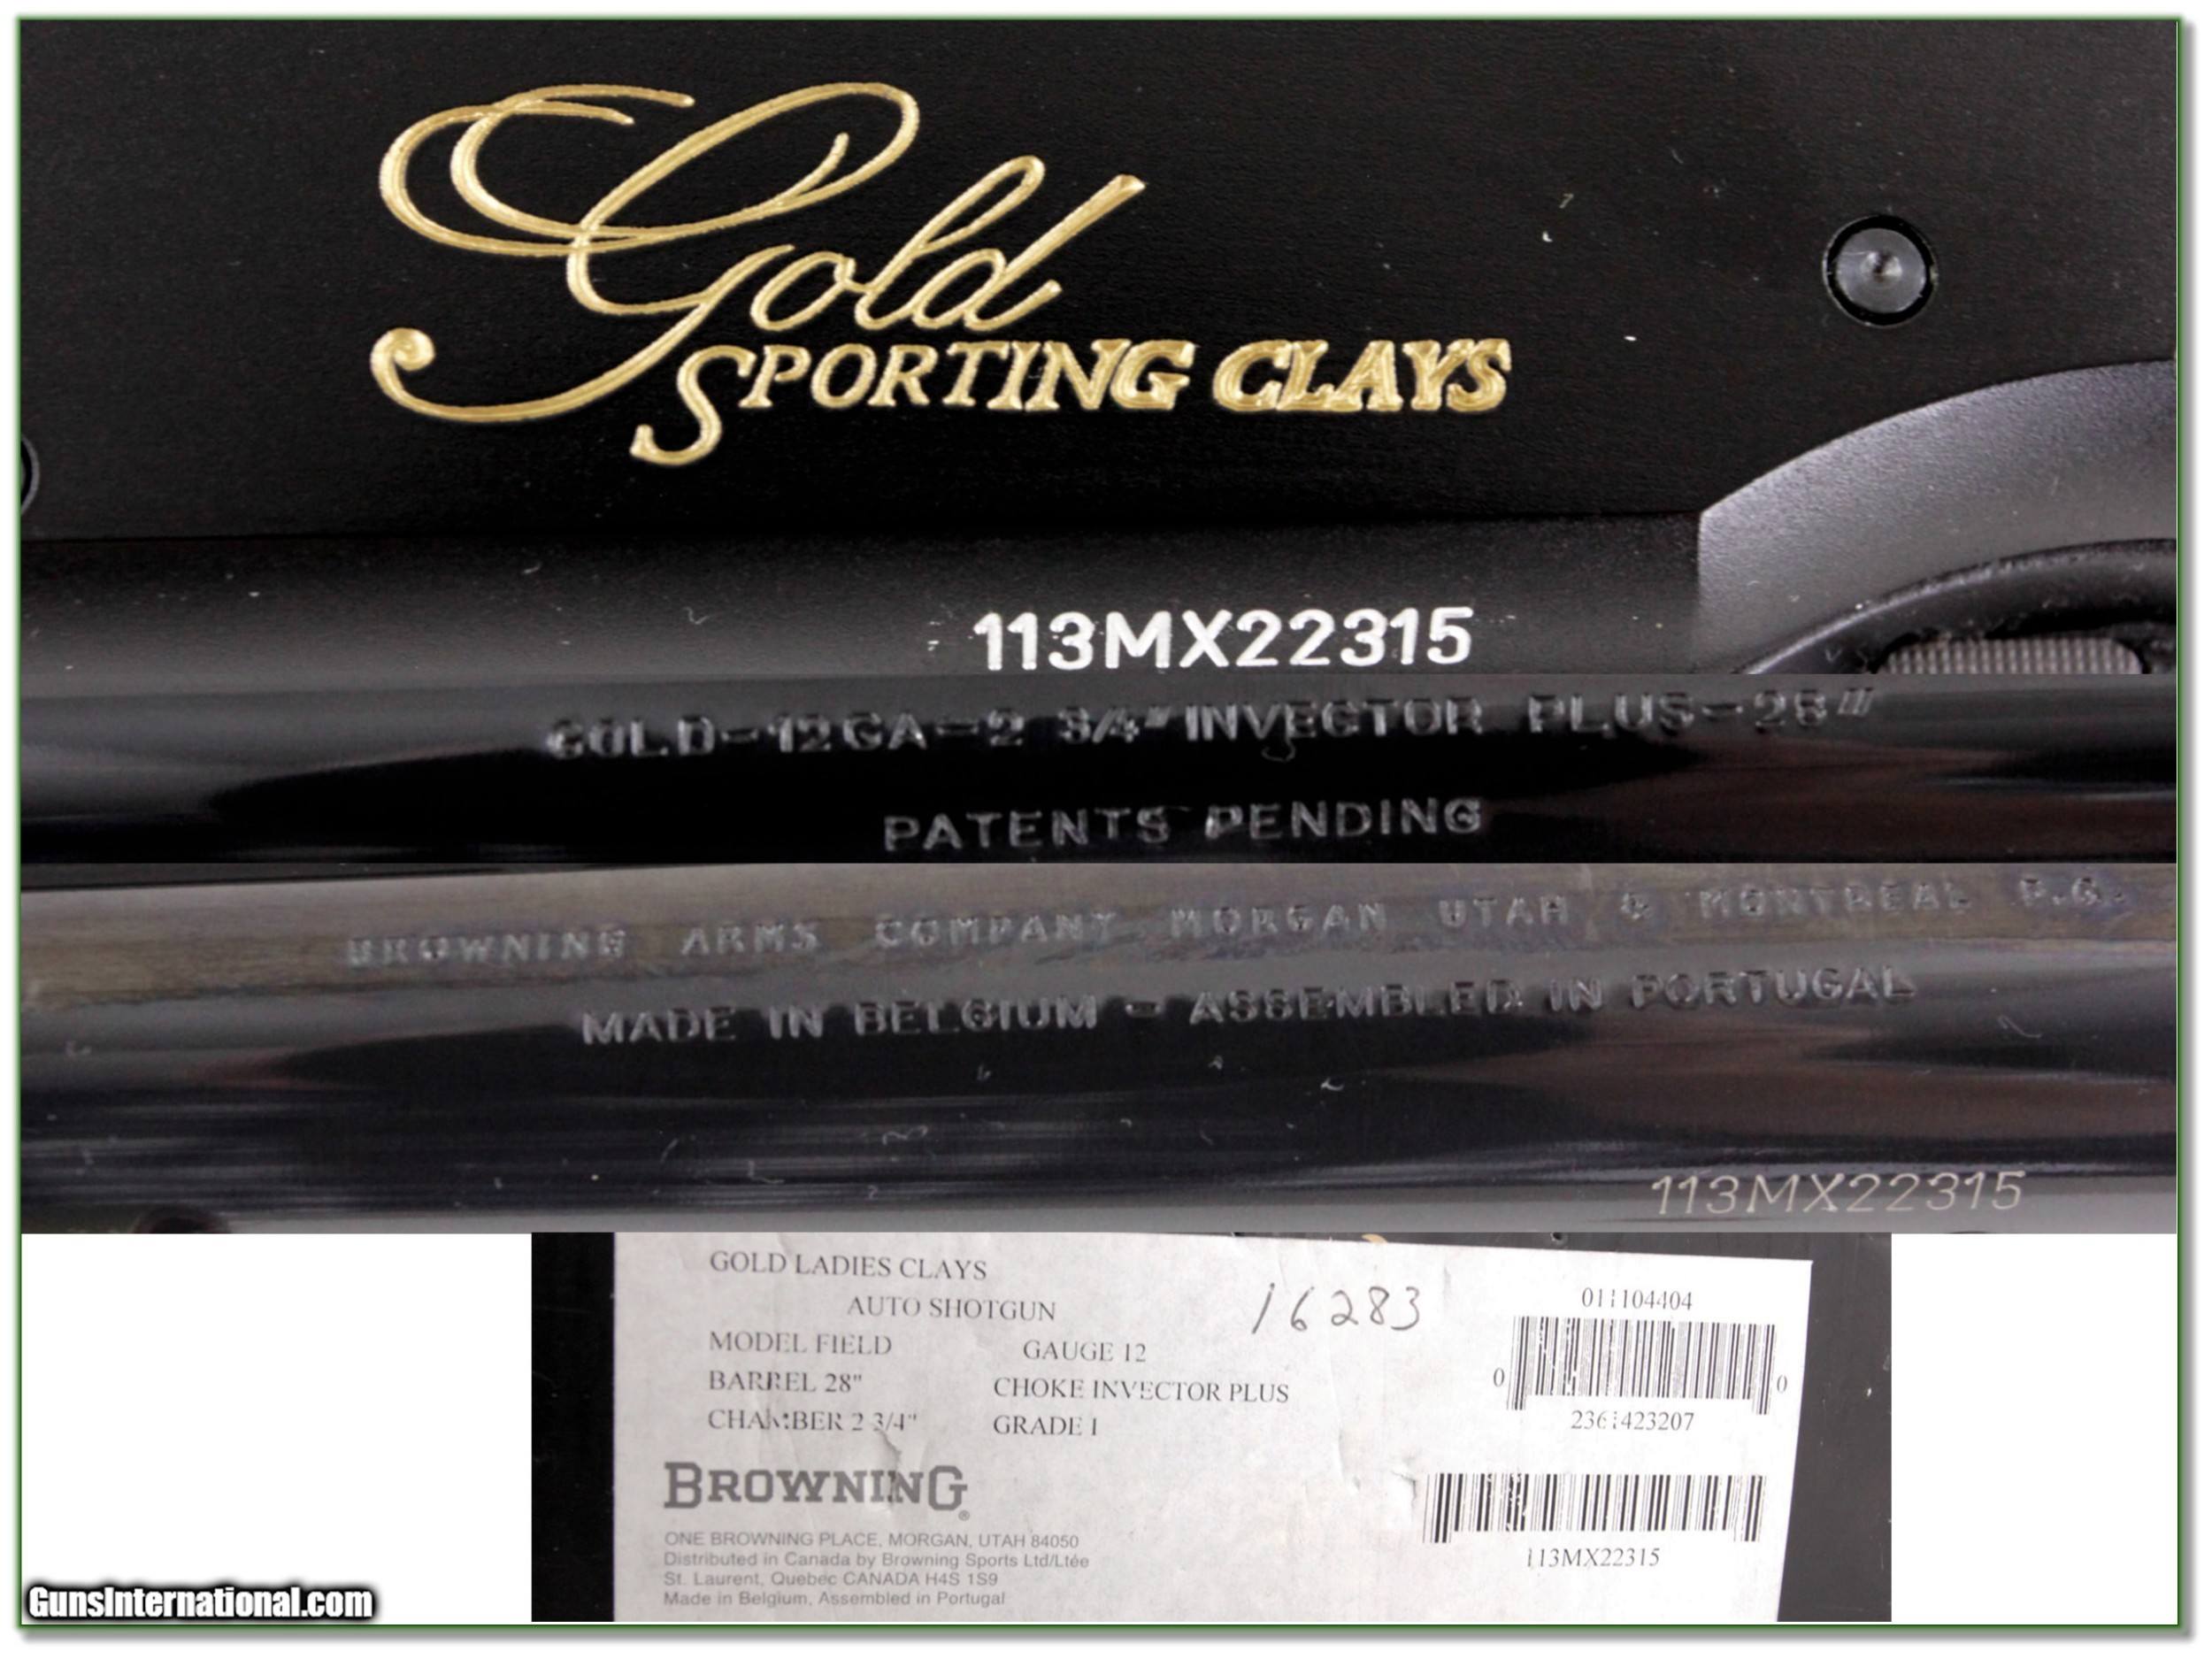 Gold
SPORTING CLAYS
113MX22315
GOLD-12GA-2 3/4" INVECTOR PLUS-28"
PATENTS PENDING
BROWNING ARMS COMPANY MORGAN UTAH & MONTREAL P.Q.
MADE IN BELGIUM - ASSEMBLED IN PORTUGAL
113MX22315
GOLD LADIES CLAYS
AUTO SHOTGUN
16283
011104404
MODEL FIELD GAUGE 12
BARREL 28" CHOKE INVECTOR PLUS
0 0
CHAMBER 2 3/4" GRADE I
2361423207
BROWNING®
ONE BROWNING PLACE, MORGAN, UTAH 84050
Distributed in Canada by Browning Sports Ltd/Ltée
113MX22315
St. Laurent, Quebec CANADA H4S 1S9
Made in Belgium, Assembled in Portugal
GunsInternational.com